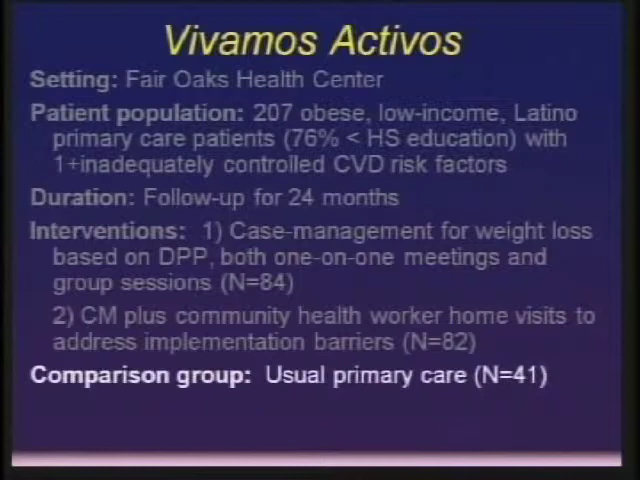 Vivamos Activos
Setting: Fair Oaks Health Center
Patient population: 207 obese, low-income, Latino
primary care patients (76% < HS education) with
1+inadequately controlled CVD risk factors
Duration: Follow-up for 24 months
Interventions: 1) Case-management for weight loss
based on DPP, both one-on-one meetings and
group sessions (N=84)
2) CM plus community health worker home visits to
address implementation barriers (N=82)
Comparison group: Usual primary care (N=41)